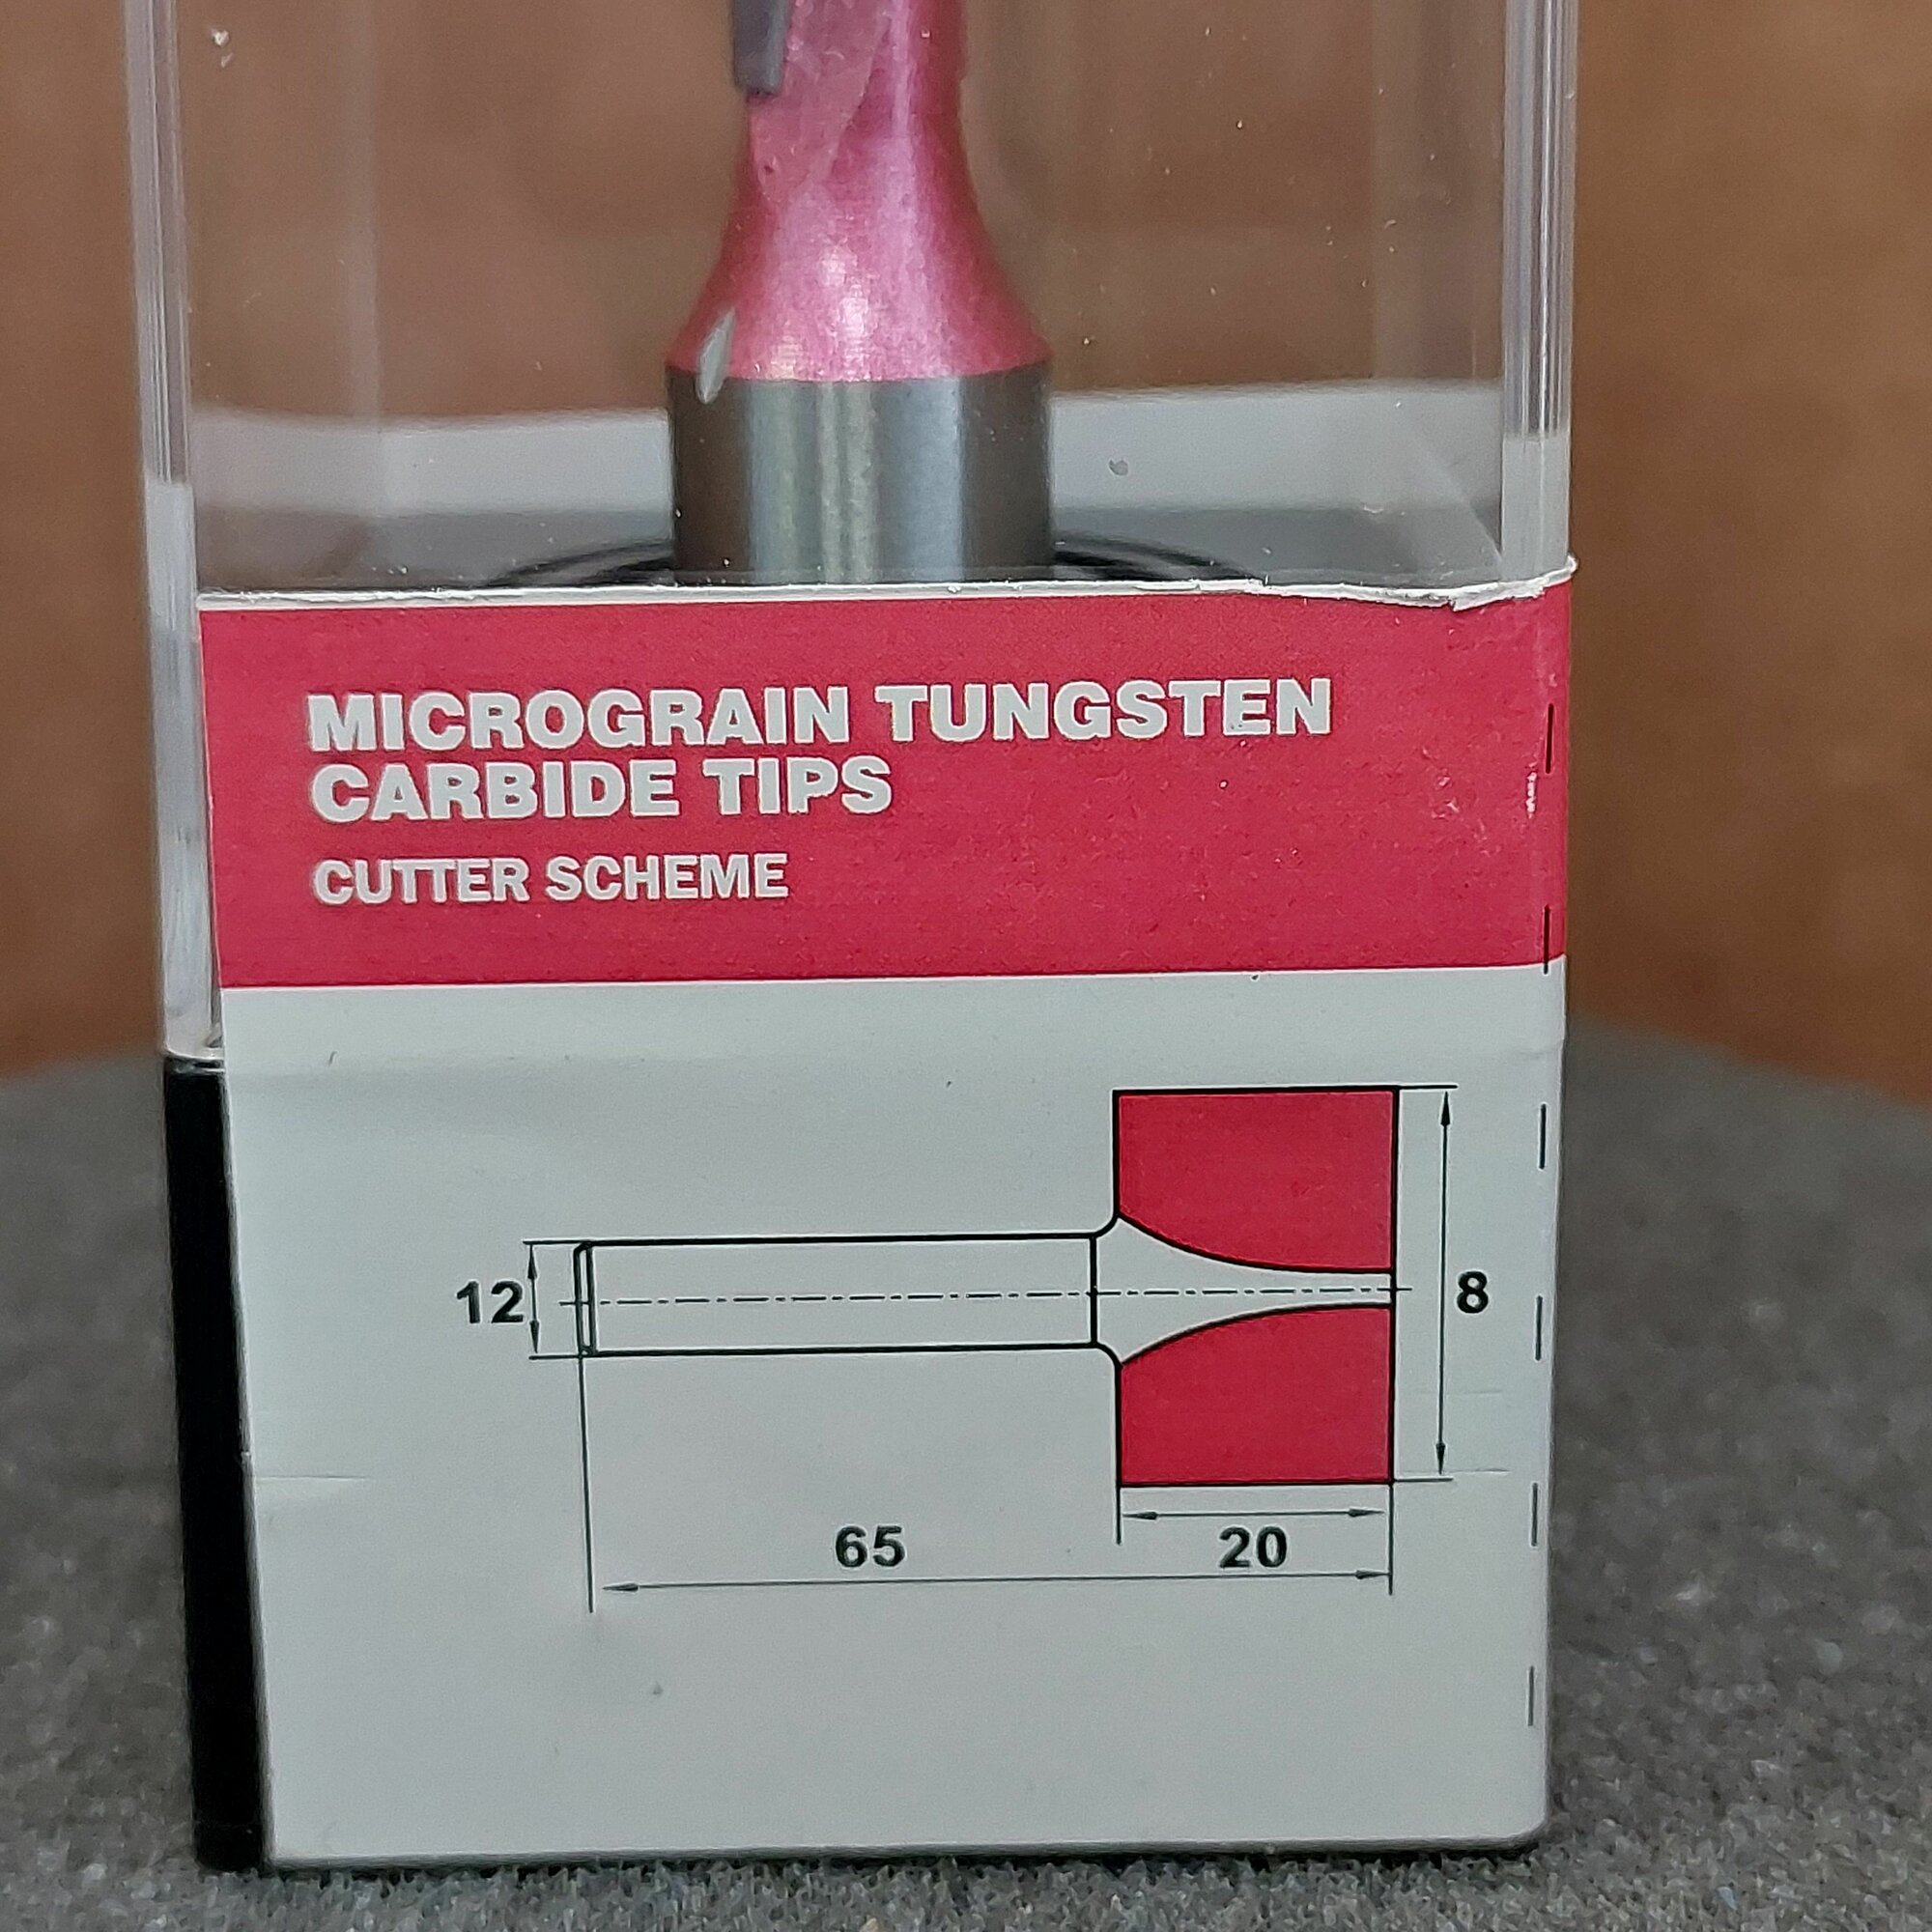 MICROGRAIN TUNGSTEN
CARBIDE TIPS
CUTTER SCHEME
12
8
65
20